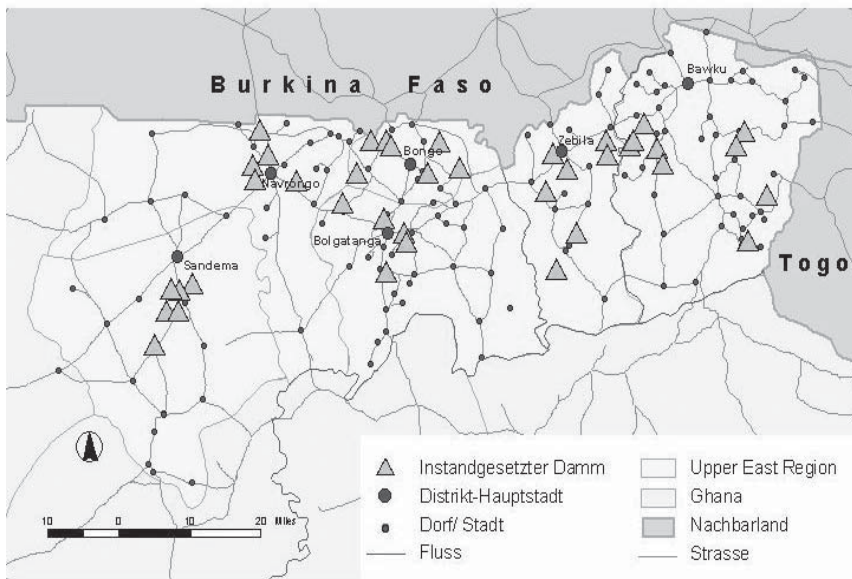 Burkina Faso
Bawku
Zebila
Bongo
Navrongo
Bolgatanga
Sandema
Togo
10 0 10 20 Miles
Instandgesetzter Damm
Distrikt-Hauptstadt
Dorf/ Stadt
Fluss
Upper East Region
Ghana
Nachbarland
Strasse